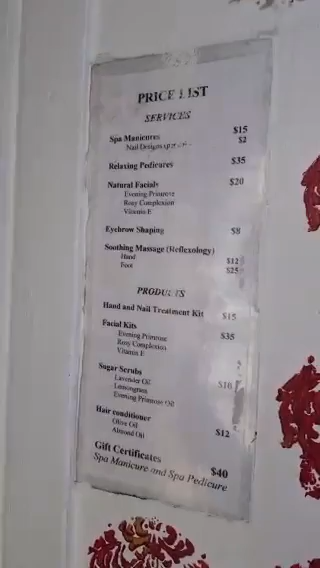 PRICE LIST
SERVICES
Spa Manicures $15
Nail Designs $2
Relaxing Pedicures $35
Natural Facials $20
Evening Primrose
Rosy Complexion
Vitamin E
Eyebrow Shaping $8
Soothing Massage (Reflexology)
Hand $12
Foot $25
PRODUCTS
Hand and Nail Treatment Kit $15
Facial Kits $35
Evening Primrose
Rosy Complexion
Vitamin E
Sugar Scrubs
Lavender Oil
Lemongrass
Evening Primrose Oil
Hair conditioner
Olive Oil
Almond Oil $12
Gift Certificates $40
Spa Manicure and Spa Pedicure